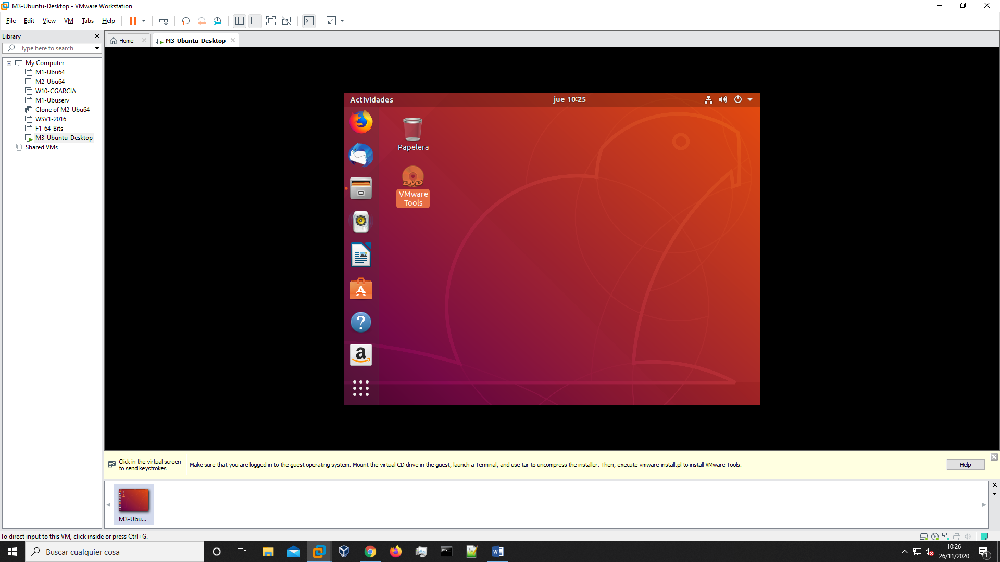 M3-Ubuntu-Desktop - VMware Workstation
File Edit View VM Tabs Help
Library
Type here to search
My Computer
M1-Ubu64
M2-Ubu64
W10-CGARCIA
M1-Ubuserv
Clone of M2-Ubu64
WSV1-2016
F1-64-Bits
M3-Ubuntu-Desktop
Shared VMs
Home
M3-Ubuntu-Desktop
Actividades
jue 10:25
Papelera
DVD
VMware
Tools
A
?
a
Click in the virtual screen
to send keystrokes
Make sure that you are logged in to the guest operating system. Mount the virtual CD drive in the guest, launch a Terminal, and use tar to uncompress the installer. Then, execute vmware-install.pl to install VMware Tools.
Help
M3-Ubu...
To direct input to this VM, click inside or press Ctrl+G.
Buscar cualquier cosa
10:26
26/11/2020
1